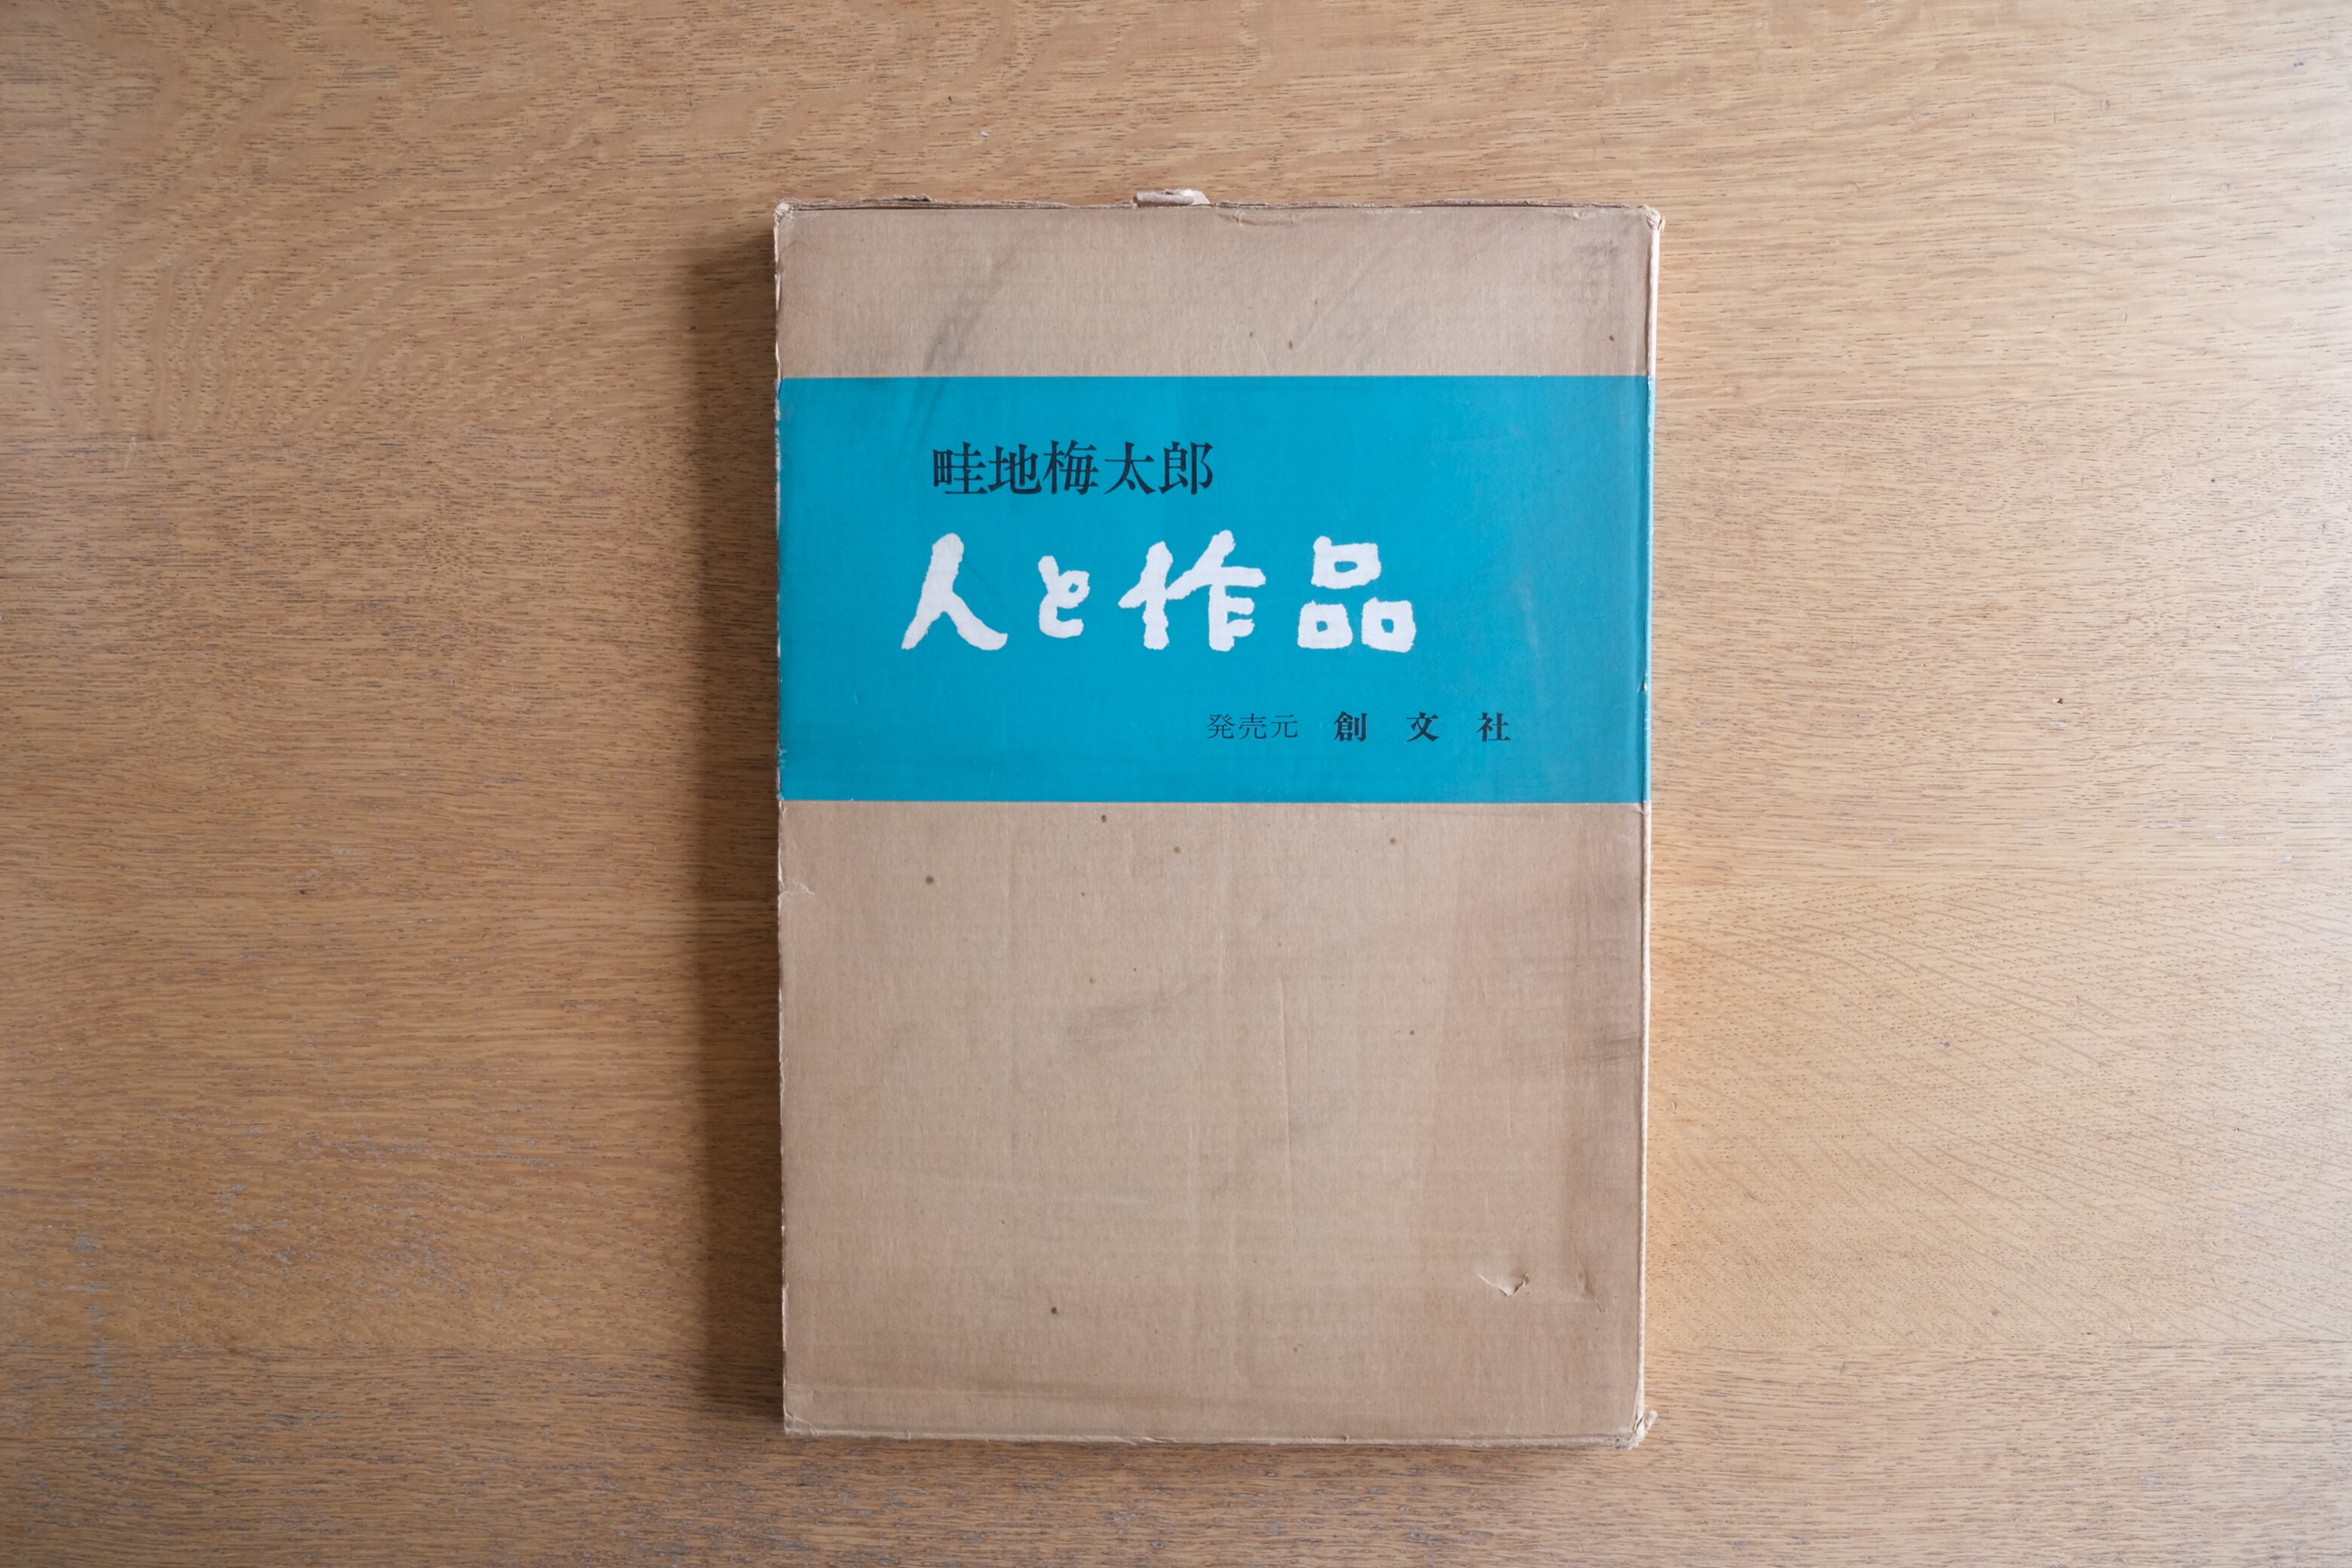 畦地梅太郎
人と作品
発売元 創文社